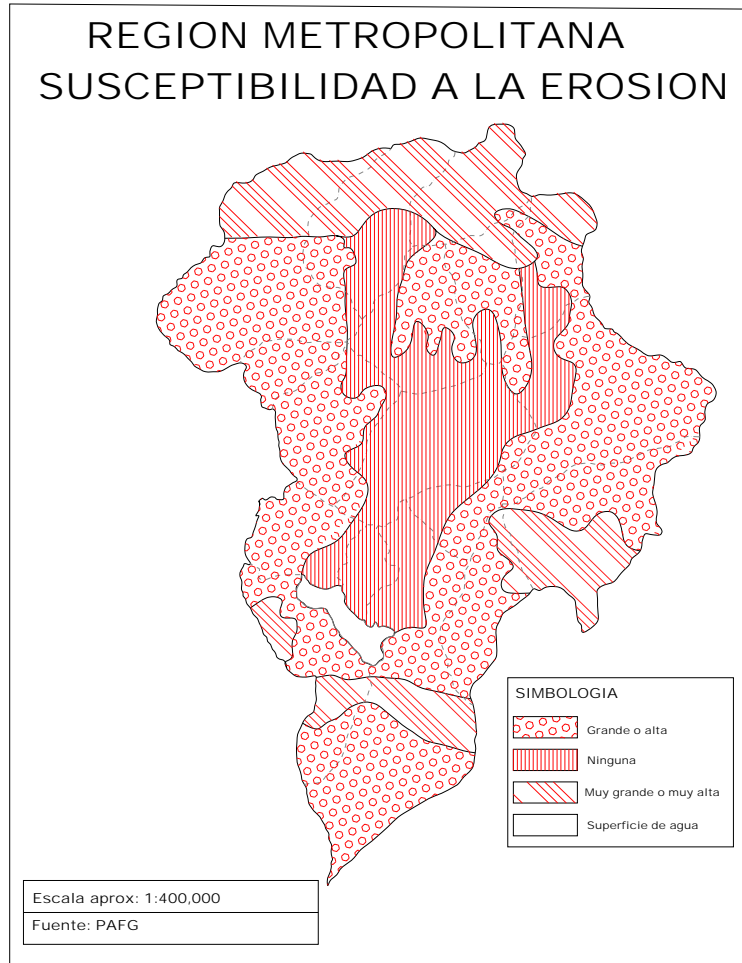 REGION METROPOLITANA
SUSCEPTIBILIDAD A LA EROSION
SIMBOLOGIA
Grande o alta
Ninguna
Muy grande o muy alta
Superficie de agua
Escala aprox: 1:400,000
Fuente: PAFG